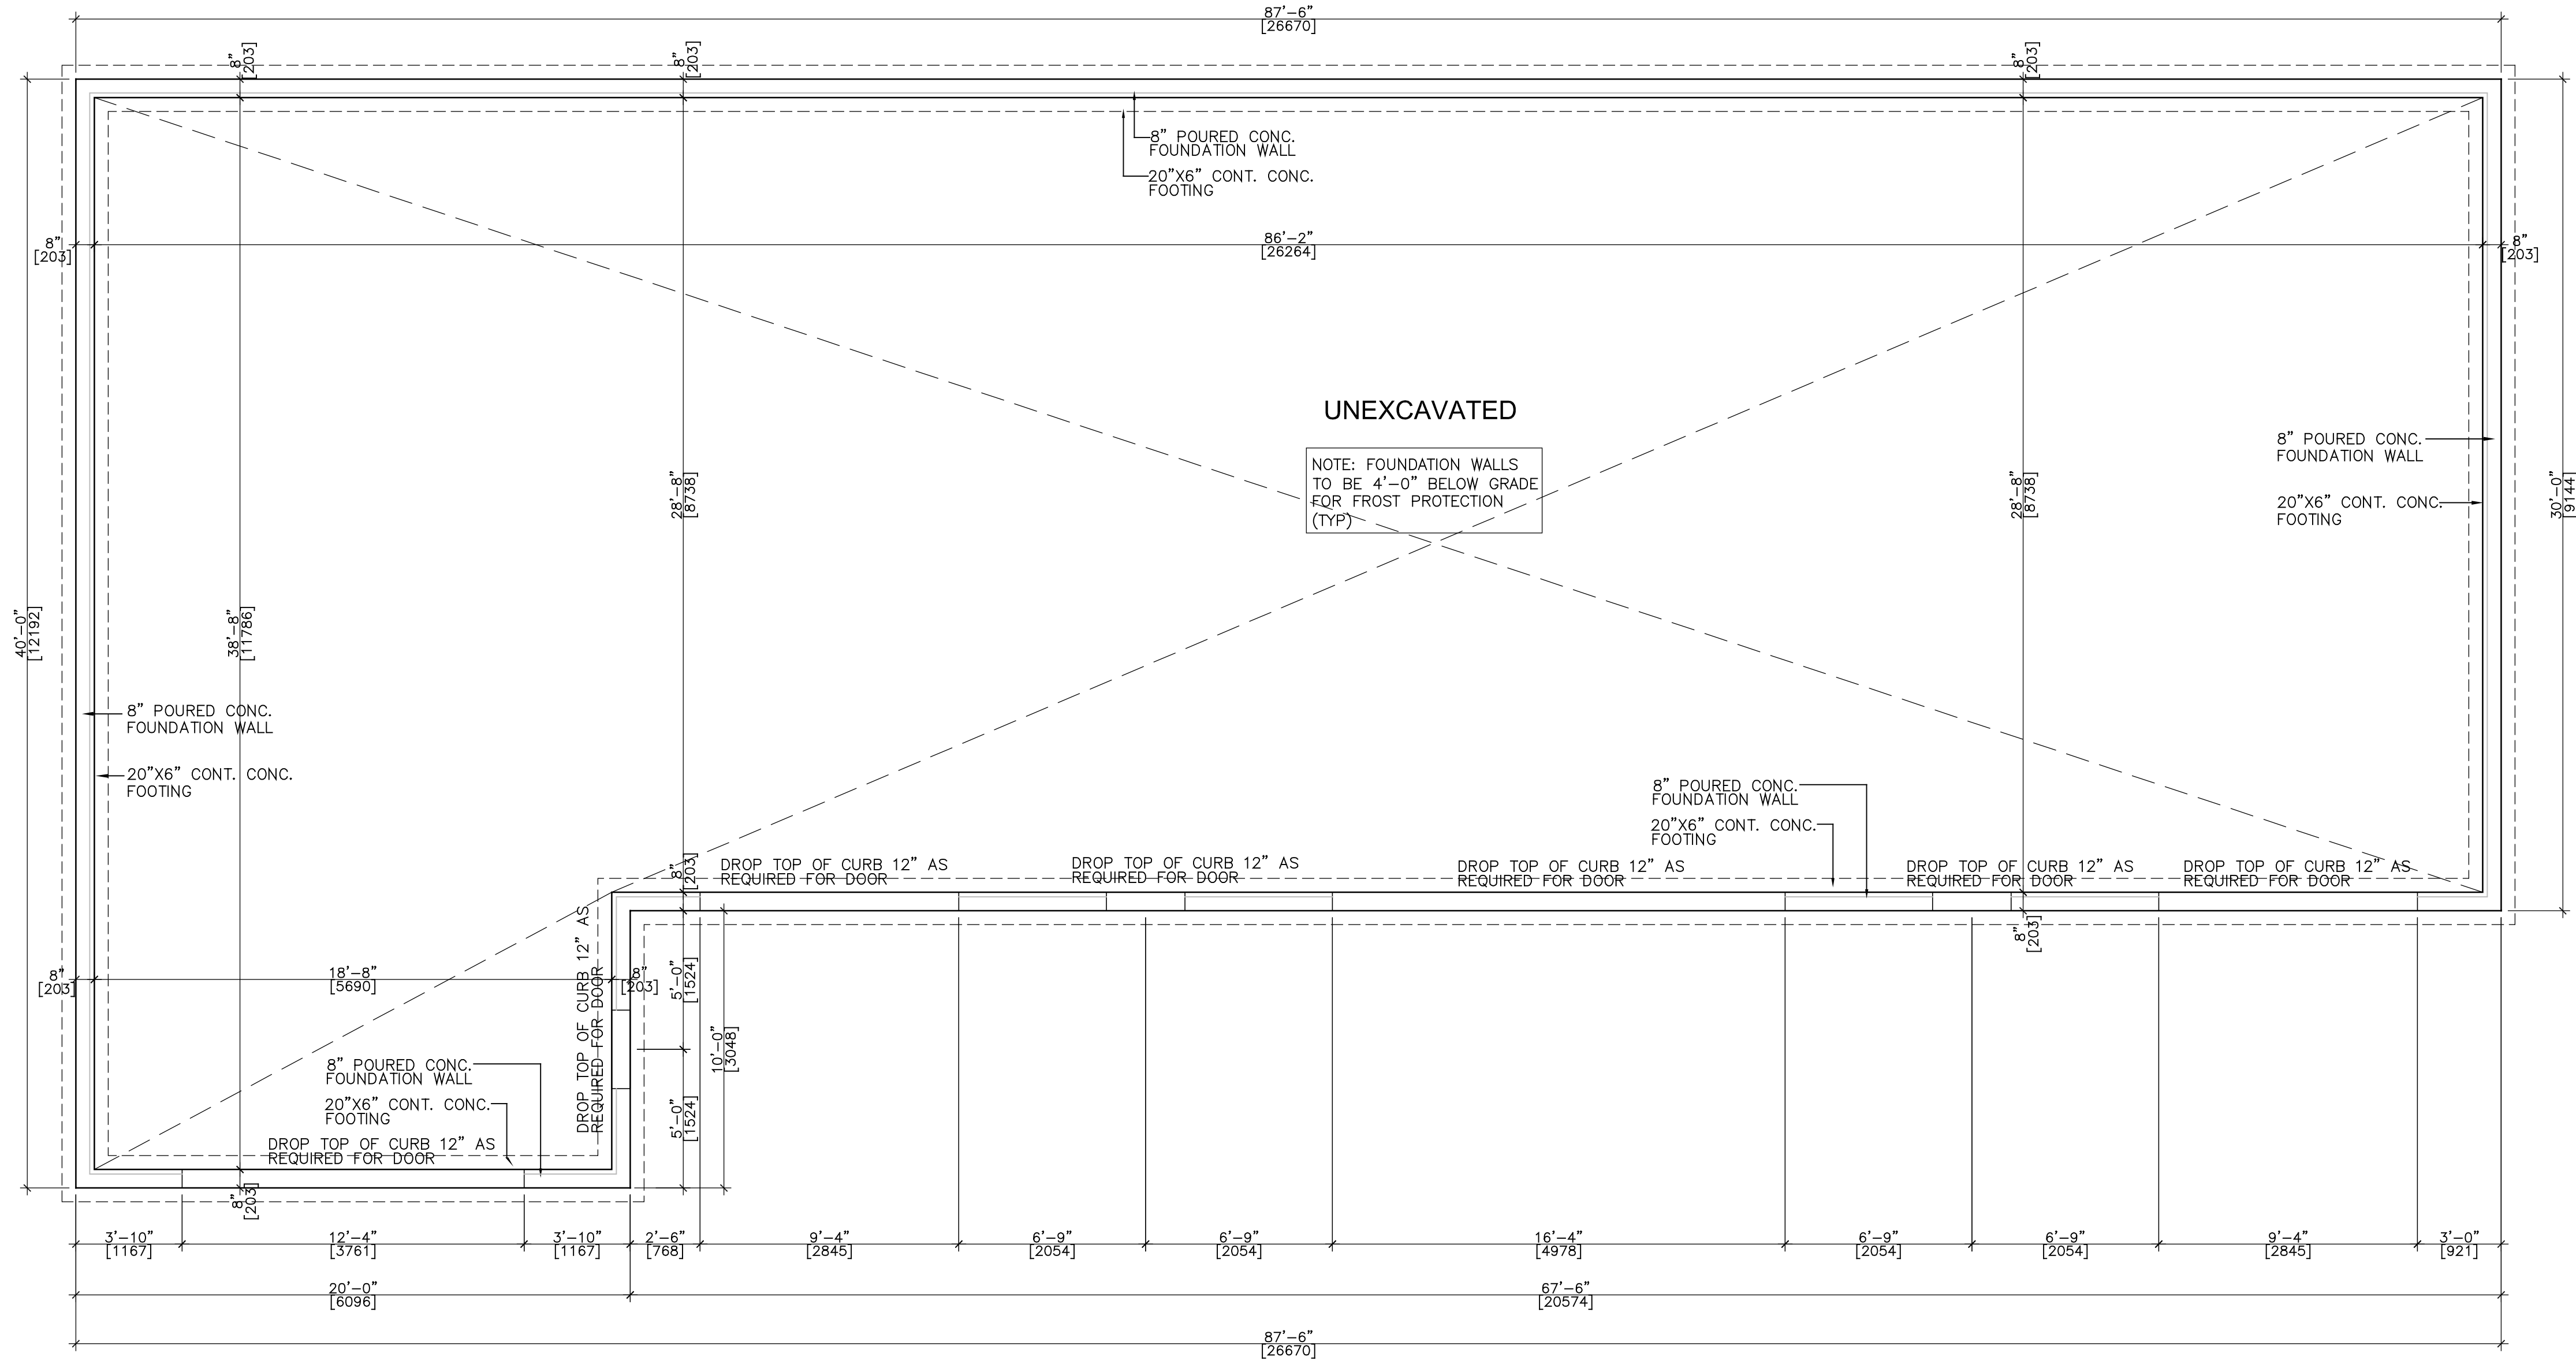 87'-6"
[26670]
8"
[203]
8"
[203]
8"
[203]
8" POURED CONC.
FOUNDATION WALL
20"X6" CONT. CONC.
FOOTING
8"
[203]
86'-2"
[26264]
8"
[203]
UNEXCAVATED
NOTE: FOUNDATION WALLS
TO BE 4'-0" BELOW GRADE
FOR FROST PROTECTION
(TYP)
28'-8"
[8738]
28'-8"
[8738]
8" POURED CONC.
FOUNDATION WALL
20"X6" CONT. CONC.
FOOTING
30'-0"
[9144]
40'-0"
[12192]
38'-8"
[11786]
8" POURED CONC.
FOUNDATION WALL
20"X6" CONT. CONC.
FOOTING
8" POURED CONC.
FOUNDATION WALL
20"X6" CONT. CONC.
FOOTING
8"
[203]
DROP TOP OF CURB 12" AS
REQUIRED FOR DOOR
DROP TOP OF CURB 12" AS
REQUIRED FOR DOOR
DROP TOP OF CURB 12" AS
REQUIRED FOR DOOR
DROP TOP OF CURB 12" AS
REQUIRED FOR DOOR
DROP TOP OF CURB 12" AS
REQUIRED FOR DOOR
8"
[203]
8"
[203]
18'-8"
[5690]
DROP TOP OF CURB 12" AS
REQUIRED FOR DOOR
8"
[203]
5'-0"
[1524]
10'-0"
[3048]
5'-0"
[1524]
8" POURED CONC.
FOUNDATION WALL
20"X6" CONT. CONC.
FOOTING
DROP TOP OF CURB 12" AS
REQUIRED FOR DOOR
8"
[203]
3'-10"
[1167]
12'-4"
[3761]
3'-10"
[1167]
2'-6"
[768]
9'-4"
[2845]
6'-9"
[2054]
6'-9"
[2054]
16'-4"
[4978]
6'-9"
[2054]
6'-9"
[2054]
9'-4"
[2845]
3'-0"
[921]
20'-0"
[6096]
67'-6"
[20574]
87'-6"
[26670]